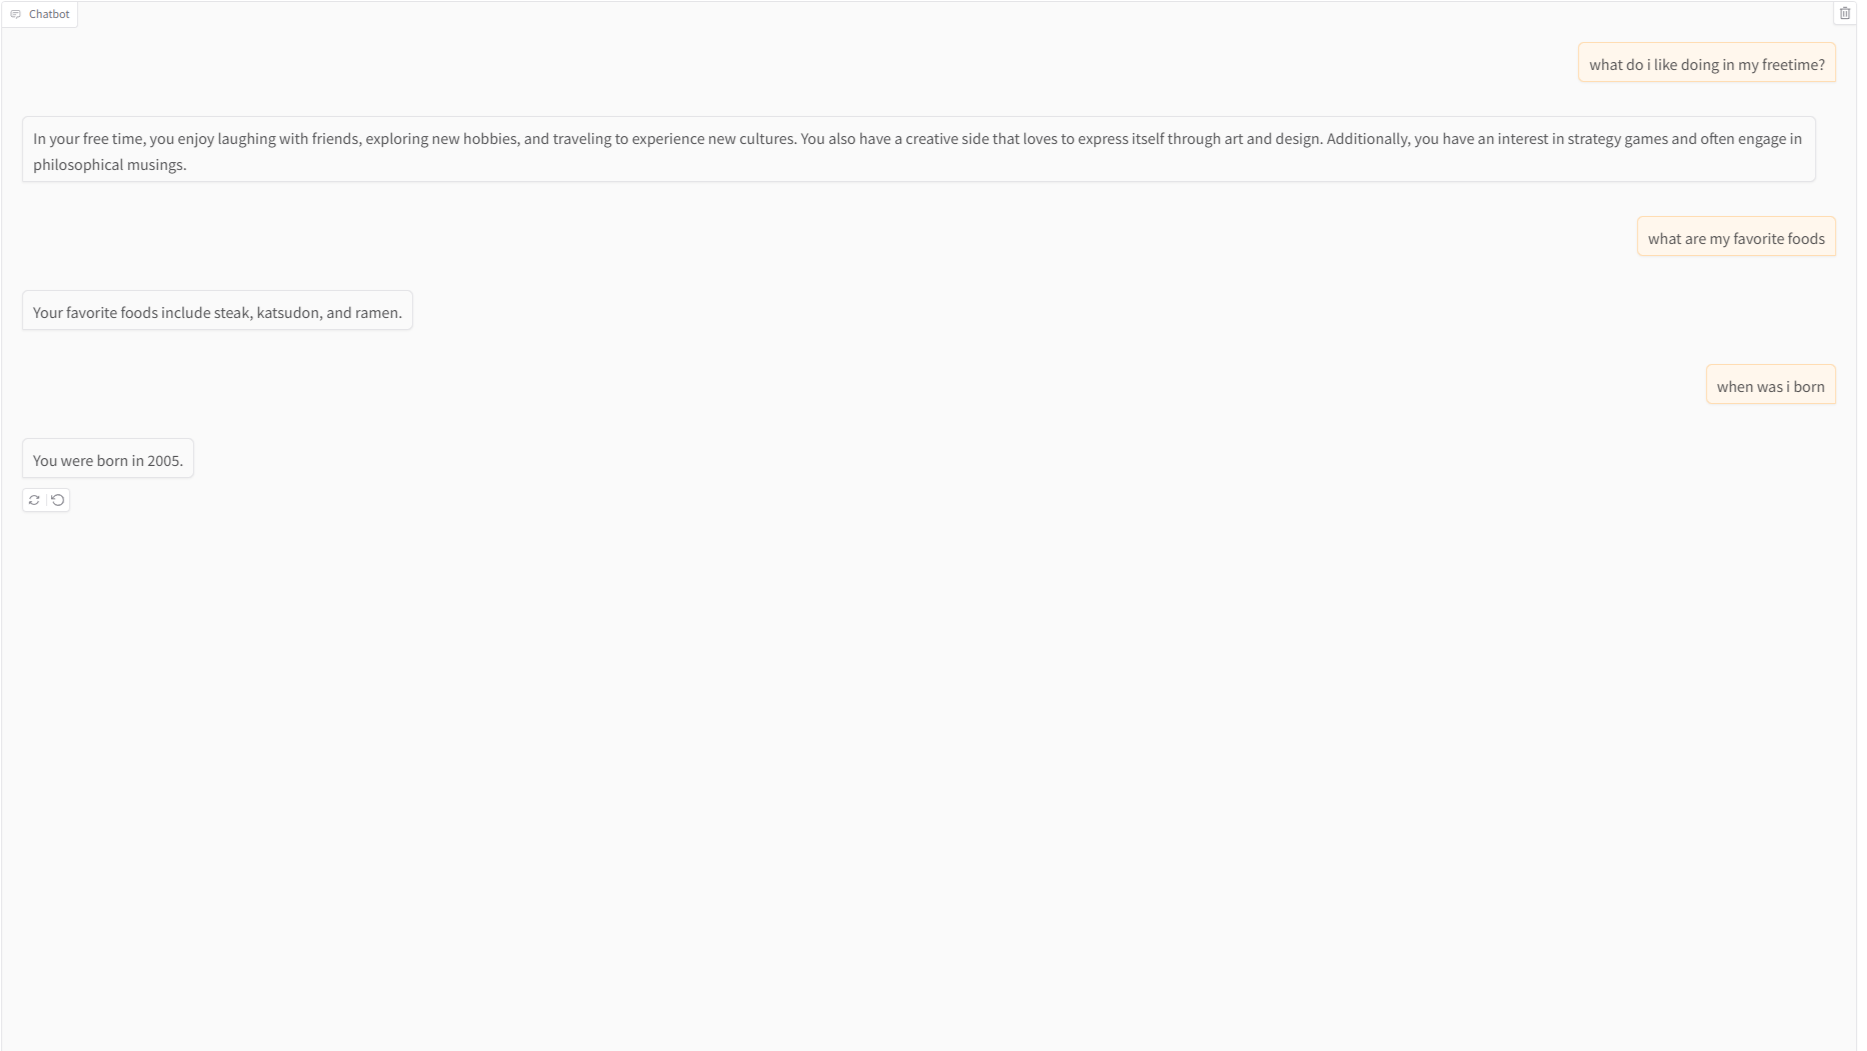 Chatbot
what do i like doing in my freetime?
In your free time, you enjoy laughing with friends, exploring new hobbies, and traveling to experience new cultures. You also have a creative side that loves to express itself through art and design. Additionally, you have an interest in strategy games and often engage in
philosophical musings.
what are my favorite foods
Your favorite foods include steak, katsudon, and ramen.
when was i born
You were born in 2005.